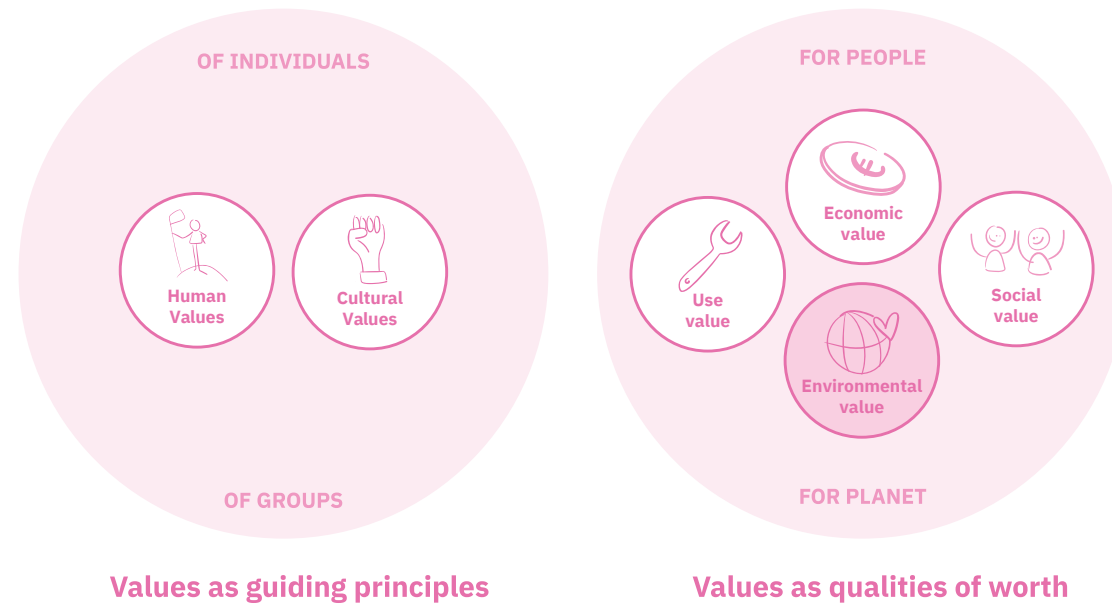 OF INDIVIDUALS
Human
Values
Cultural
Values
OF GROUPS
Values as guiding principles
FOR PEOPLE
Economic
value
Use
value
Social
value
Environmental
value
FOR PLANET
Values as qualities of worth